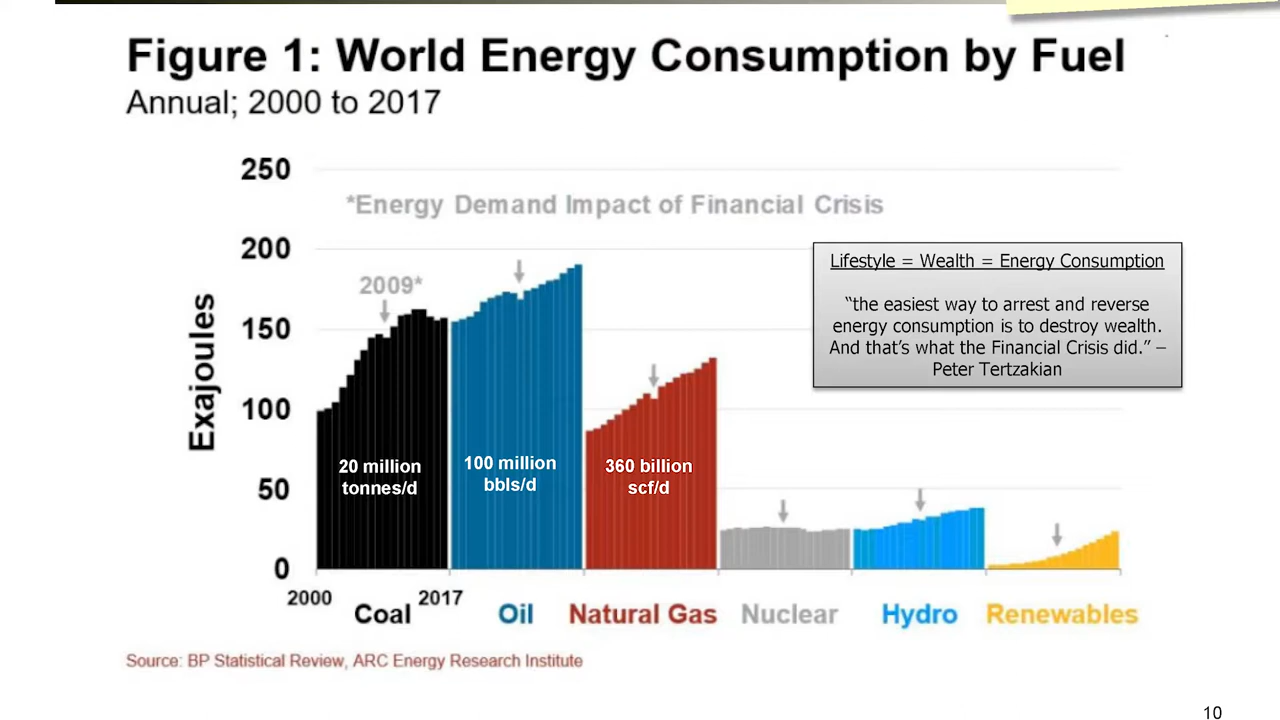 Figure 1: World Energy Consumption by Fuel
Annual; 2000 to 2017
250
*Energy Demand Impact of Financial Crisis
200
2009*
150
100
50
0
Exajoules
Lifestyle = Wealth = Energy Consumption
“the easiest way to arrest and reverse
energy consumption is to destroy wealth.
And that’s what the Financial Crisis did.” –
Peter Tertzakian
20 million
tonnes/d
100 million
bbls/d
360 billion
scf/d
2000
2017
Coal
Oil
Natural Gas
Nuclear
Hydro
Renewables
Source: BP Statistical Review, ARC Energy Research Institute
10